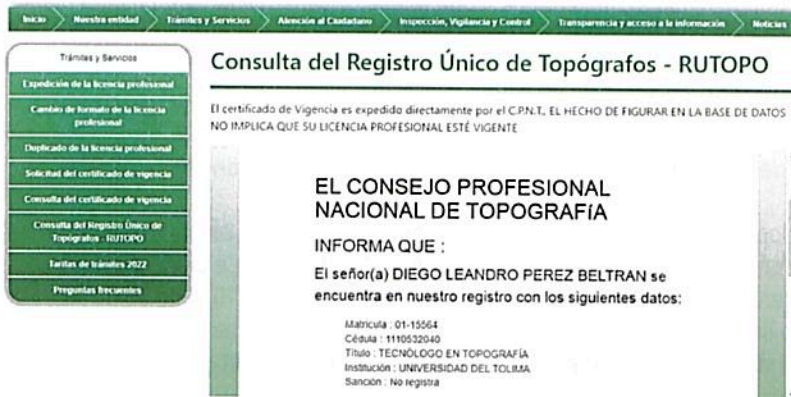 Inicio
Nuestra entidad
Trámites y Servicios
Atención al Ciudadano
Inspección, Vigilancia y Control
Transparencia y acceso a la información
Noticias
Trámites y Servicios
Expedición de la licencia profesional
Cambio de formato de la licencia
profesional
Duplicado de la licencia profesional
Solicitud del certificado de vigencia
Consulta del certificado de vigencia
Consulta del Registro Único de
Topógrafos - RUTOPO
Tarifas de trámites 2022
Preguntas frecuentes
Consulta del Registro Único de Topógrafos - RUTOPO
El certificado de Vigencia es expedido directamente por el C.P.N.T., EL HECHO DE FIGURAR EN LA BASE DE DATOS
NO IMPLICA QUE SU LICENCIA PROFESIONAL ESTÉ VIGENTE
EL CONSEJO PROFESIONAL
NACIONAL DE TOPOGRAFíA
INFORMA QUE :
El señor(a) DIEGO LEANDRO PEREZ BELTRAN se
encuentra en nuestro registro con los siguientes datos:
Matricula : 01-15564
Cédula : 1110532040
Titulo : TECNÓLOGO EN TOPOGRAFÍA
Institución : UNIVERSIDAD DEL TOLIMA
Sanción : No registra